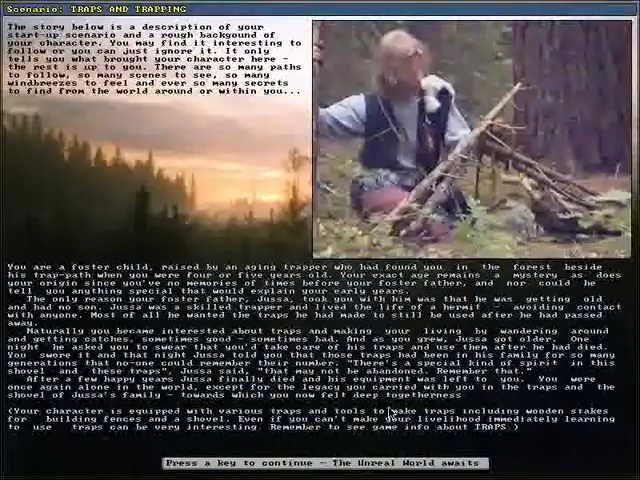 Scenario: TRAPS AND TRAPPING
The story below is a description of your
start-up scenario and a rough backgound of
your character. You may find it interesting to
follow or you can just ignore it. It only
tells you what brought your character here -
the rest is up to you. There are so many paths
to follow, so many scenes to see, so many
windbreezes to feel and ever so many secrets
to find from the world around or within you...
You are a foster child, raised by an aging trapper who had found you in the forest beside
his trap-path when you were four or five years old. Your exact age remains a mystery as does
your origin since you've no memories of times before your foster father, and nor could he
tell you anything special that would explain your early years.
The only reason your foster father, Jussa, took you with him was that he was getting old
and had no son. Jussa was a skilled trapper and lived the life of a hermit - avoiding contact
with anyone. Most of all he wanted the traps he had made to still be used after he had passed
away.
Naturally you became interested about traps and making your living by wandering around
and getting catches, sometimes good - sometimes bad. And as you grew, Jussa got older. One
night he asked you to swear that you'd take care of his traps and use them after he had died.
You swore it and that night Jussa told you that those traps had been in his family for so many
generations that no-one could remember their number. "There's a special kind of spirit in this
shovel and these traps", Jussa said, "that may not be abandoned. Remember that."
After a few happy years Jussa finally died and his equipment was left to you. You were
once again alone in the world, except for the legacy you carried with you in the traps and the
shovel of Jussa's family - towards which you now felt deep togetherness
(Your character is equipped with various traps and tools to make traps including wooden stakes
for building fences and a shovel. Even if you can't make your livelihood immediately learning
to use traps can be very interesting. Remember to see game info about TRAPS.)
Press a key to continue - The Unreal World awaits